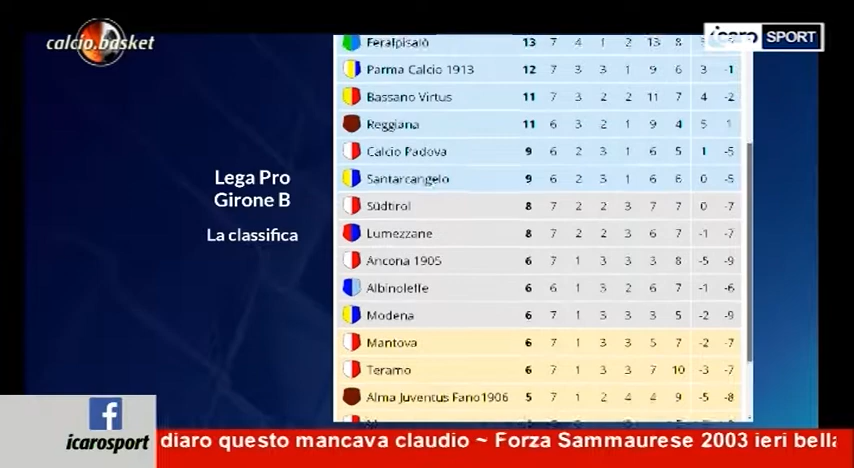 calcio.basket
icaro SPORT
Lega Pro
Girone B
La classifica
Feralpisalò 13 7 4 1 2 13 8
Parma Calcio 1913 12 7 3 3 1 9 6 3 -1
Bassano Virtus 11 7 3 2 2 11 7 4 -2
Reggiana 11 6 3 2 1 9 4 5 1
Calcio Padova 9 6 2 3 1 6 5 1 -5
Santarcangelo 9 6 2 3 1 6 6 0 -5
Südtirol 8 7 2 2 3 7 7 0 -7
Lumezzane 8 7 2 2 3 6 7 -1 -7
Ancona 1905 6 7 1 3 3 3 8 -5 -9
Albinoleffe 6 6 1 3 2 6 7 -1 -6
Modena 6 7 1 3 3 3 5 -2 -9
Mantova 6 7 1 3 3 5 7 -2 -7
Teramo 6 7 1 3 3 7 10 -3 -7
Alma Juventus Fano1906 5 7 1 2 4 4 9 -5 -8
icarosport
diaro questo mancava claudio ~ Forza Sammaurese 2003 ieri bella